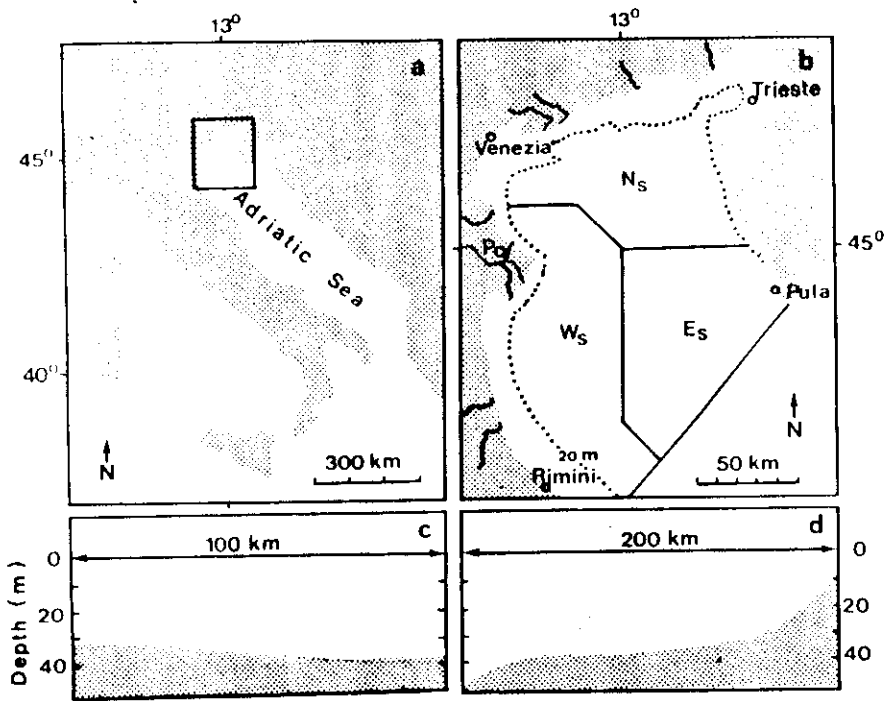 13°
13°
a
b
Trieste
Venezia
45°
Ns
Adriatic Sea
Po
45°
Pula
Ws
Es
40°
N
300 km
20 m
Rimini
50 km
N
c
d
0
100 km
200 km
0
20
20
40
40
Depth (m)